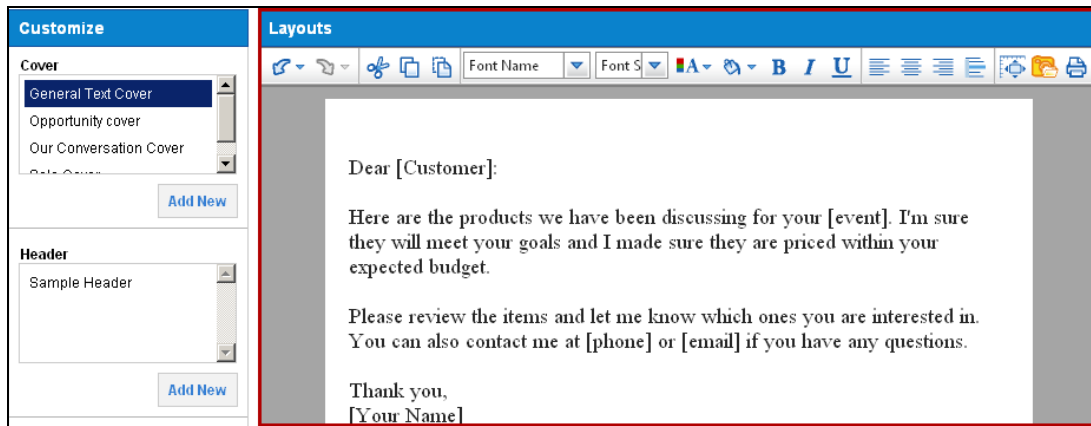 Customize
Cover
General Text Cover
Opportunity cover
Our Conversation Cover
Add New
Header
Sample Header
Add New
Layouts
Font Name
Font S
A
B I U
Dear [Customer]:
Here are the products we have been discussing for your [event]. I'm sure
they will meet your goals and I made sure they are priced within your
expected budget.
Please review the items and let me know which ones you are interested in.
You can also contact me at [phone] or [email] if you have any questions.
Thank you,
[Your Name]